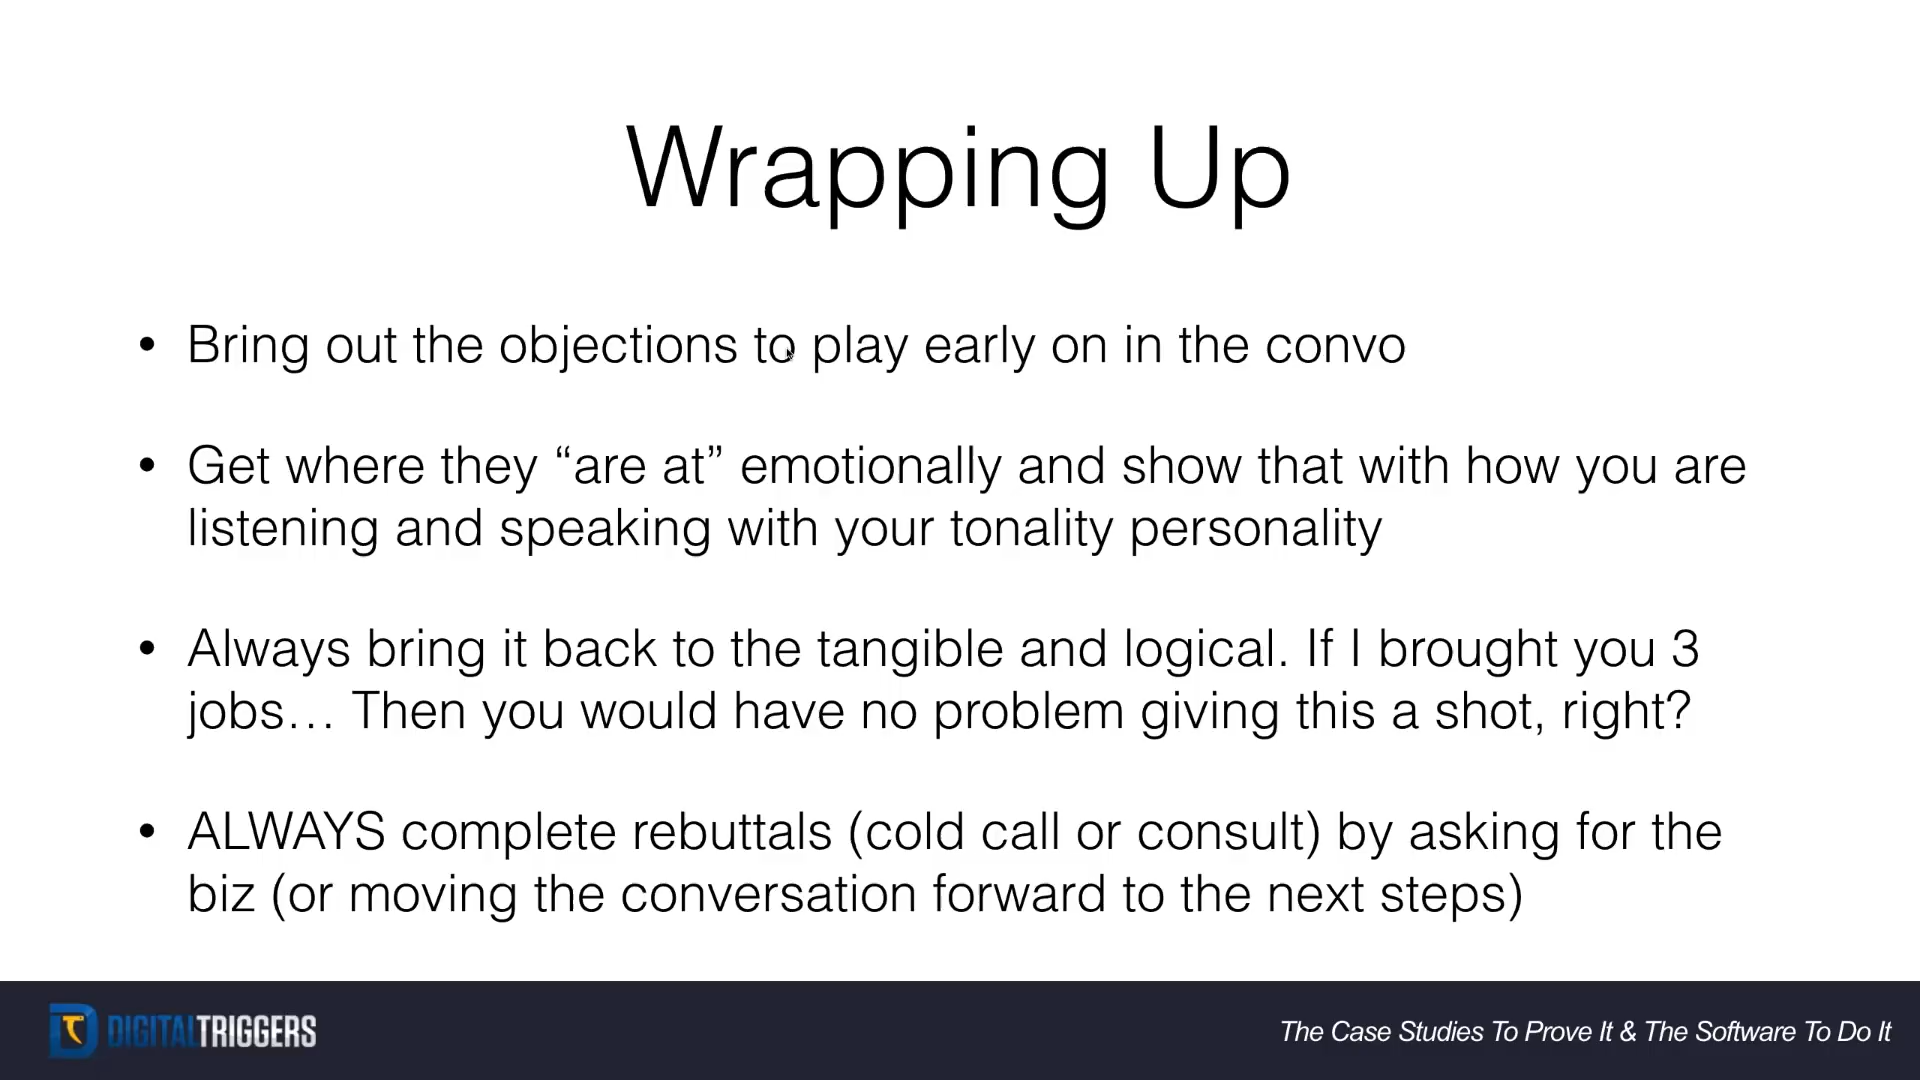 Wrapping Up
• Bring out the objections to play early on in the convo
• Get where they “are at” emotionally and show that with how you are
listening and speaking with your tonality personality
• Always bring it back to the tangible and logical. If I brought you 3
jobs… Then you would have no problem giving this a shot, right?
• ALWAYS complete rebuttals (cold call or consult) by asking for the
biz (or moving the conversation forward to the next steps)
DIGITALTRIGGERS
The Case Studies To Prove It & The Software To Do It